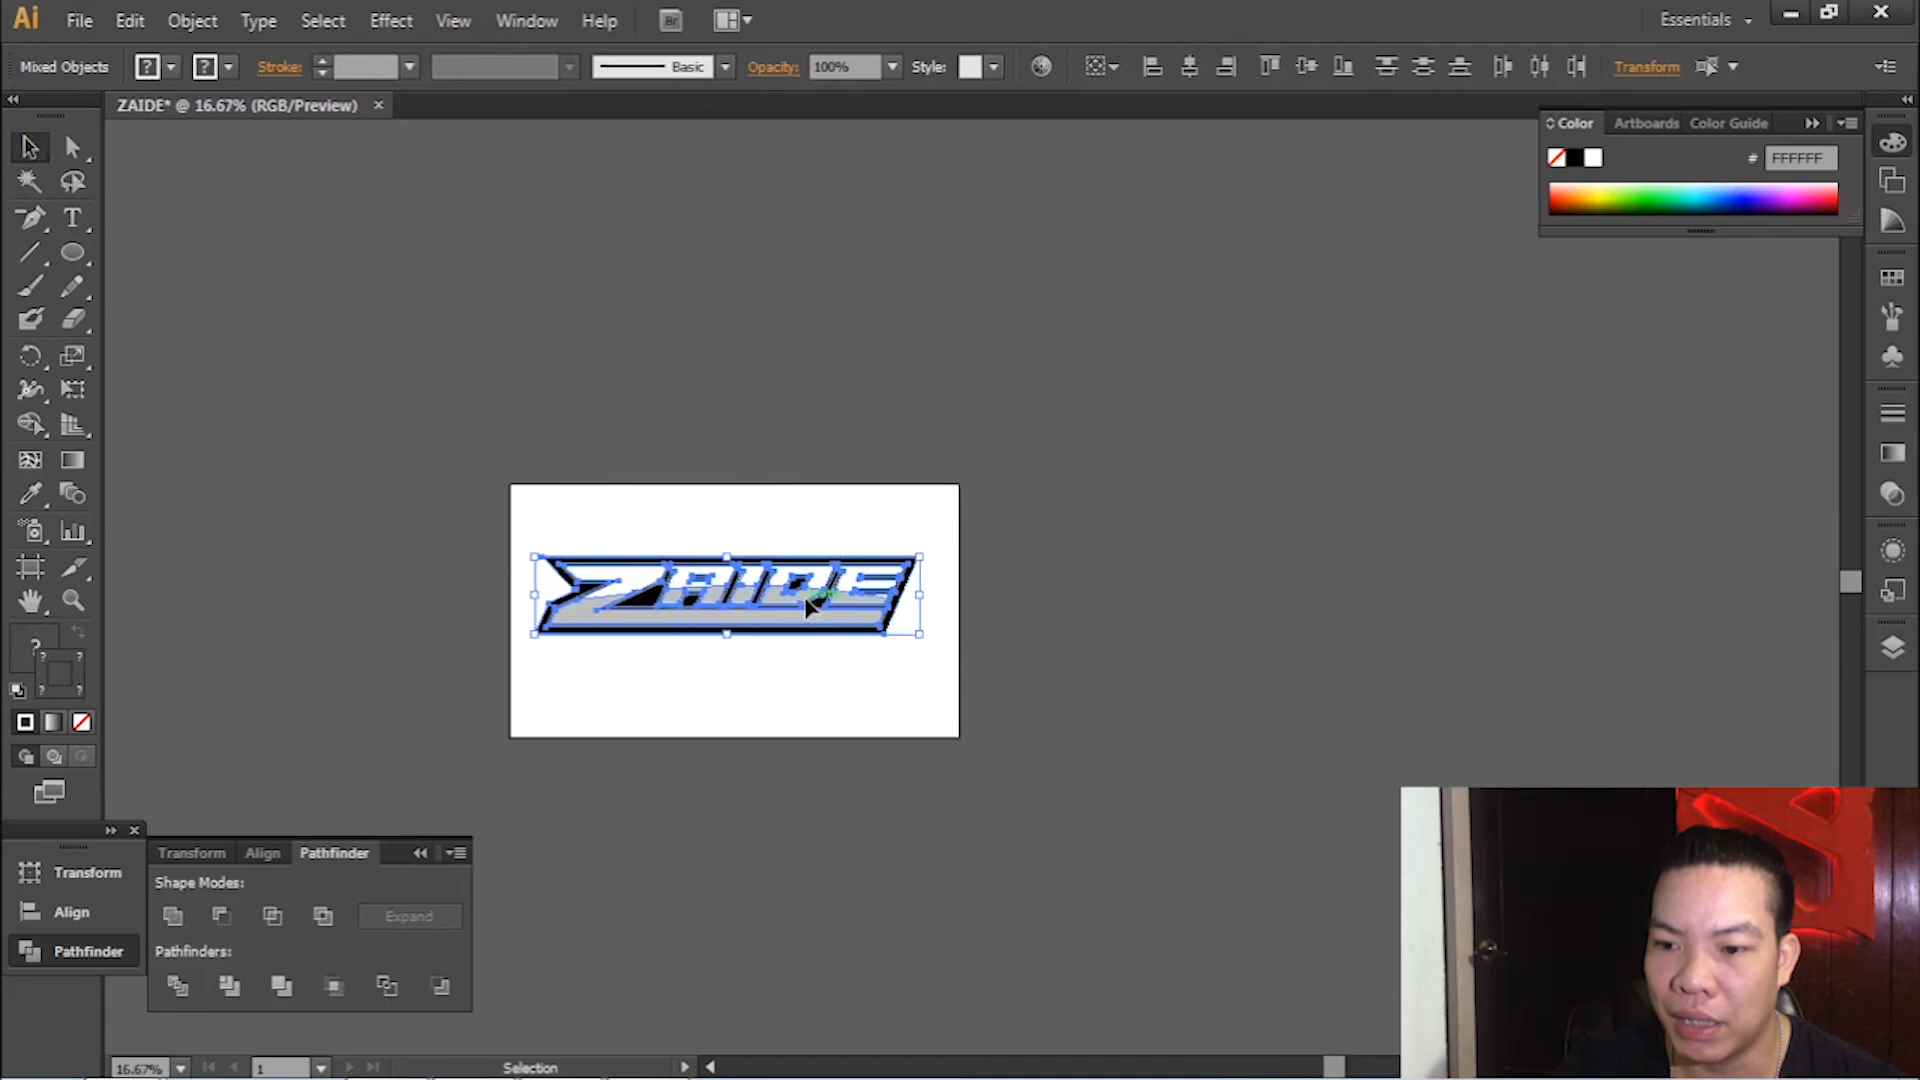 Ai File Edit Object Type Select Effect View Window Help Br Essentials
Mixed Objects ? ? Stroke: Basic Opacity: 100% Style: Transform
ZAIDE* @ 16.67% (RGB/Preview)
Color Artboards Color Guide
# FFFFFF
T
ZAIDE
?
? ?
? ?
Transform
Align
Pathfinder
Transform Align Pathfinder
Shape Modes:
Expand
Pathfinders:
16.67% 1 Selection